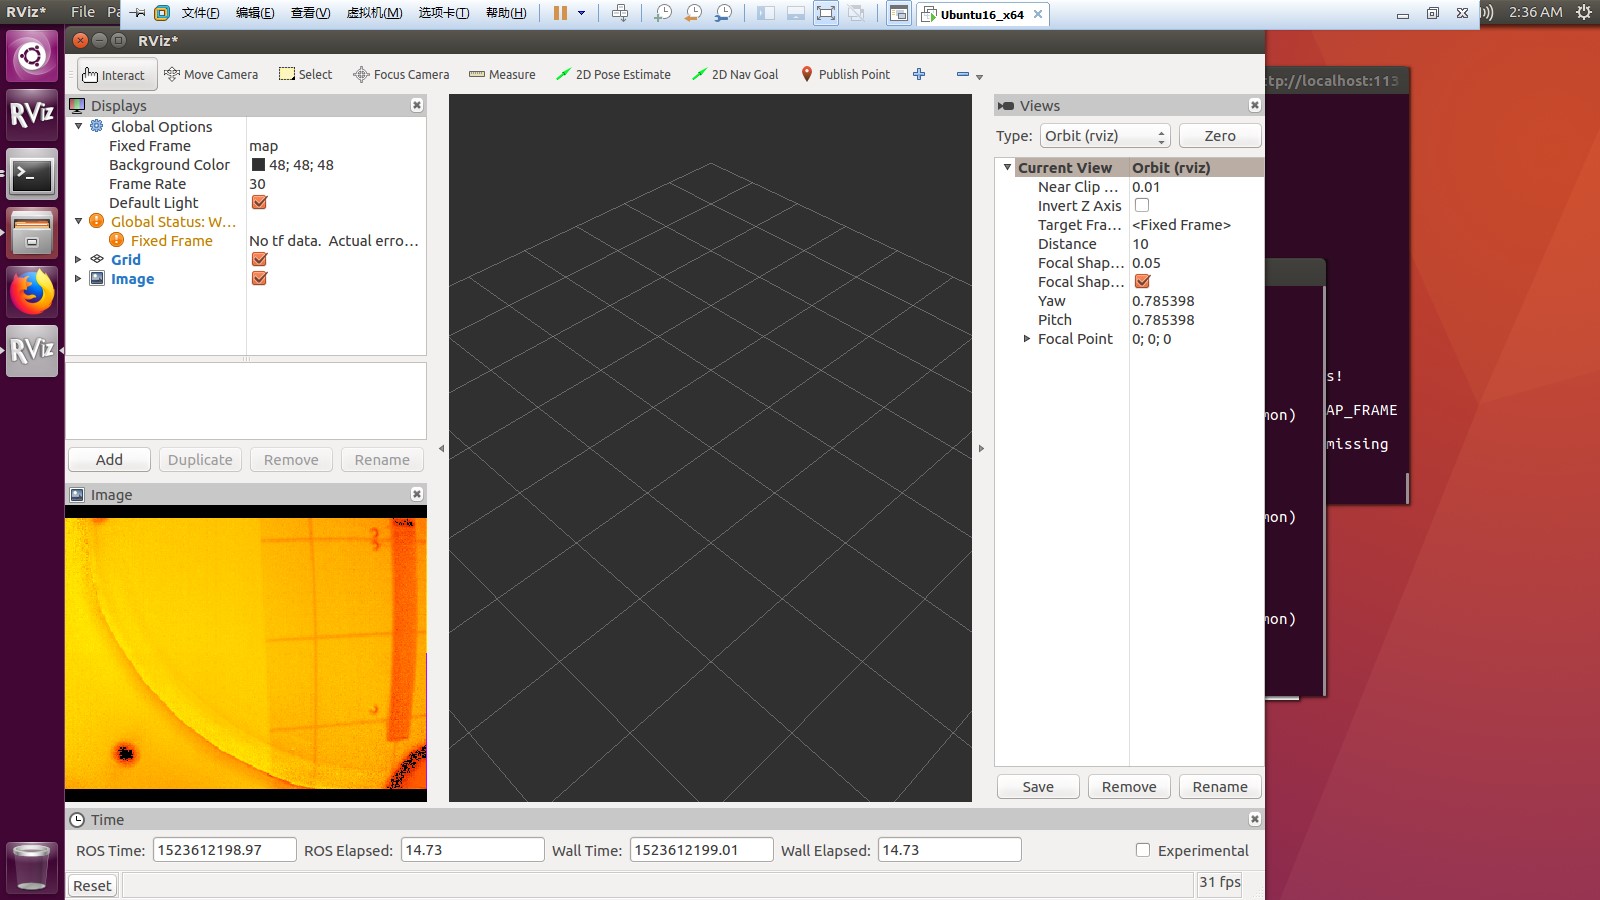 RViz*
File Pa
文件(F) 编辑(E) 查看(V) 虚拟机(M) 选项卡(T) 帮助(H)
Ubuntu16_x64
2:36 AM
RViz*
Interact Move Camera Select Focus Camera Measure 2D Pose Estimate 2D Nav Goal Publish Point
Displays
Global Options
Fixed Frame map
Background Color 48; 48; 48
Frame Rate 30
Default Light
Global Status: W...
Fixed Frame No tf data. Actual erro...
Grid
Image
Add Duplicate Remove Rename
Image
Views
Type: Orbit (rviz) Zero
Current View Orbit (rviz)
Near Clip ... 0.01
Invert Z Axis
Target Fra... <Fixed Frame>
Distance 10
Focal Shap... 0.05
Focal Shap...
Yaw 0.785398
Pitch 0.785398
Focal Point 0; 0; 0
Save Remove Rename
Time
ROS Time: 1523612198.97 ROS Elapsed: 14.73 Wall Time: 1523612199.01 Wall Elapsed: 14.73 Experimental
Reset 31 fps
RViz
RViz
ttp://localhost:113
s!
AP_FRAME
missing
mon)
mon)
mon)